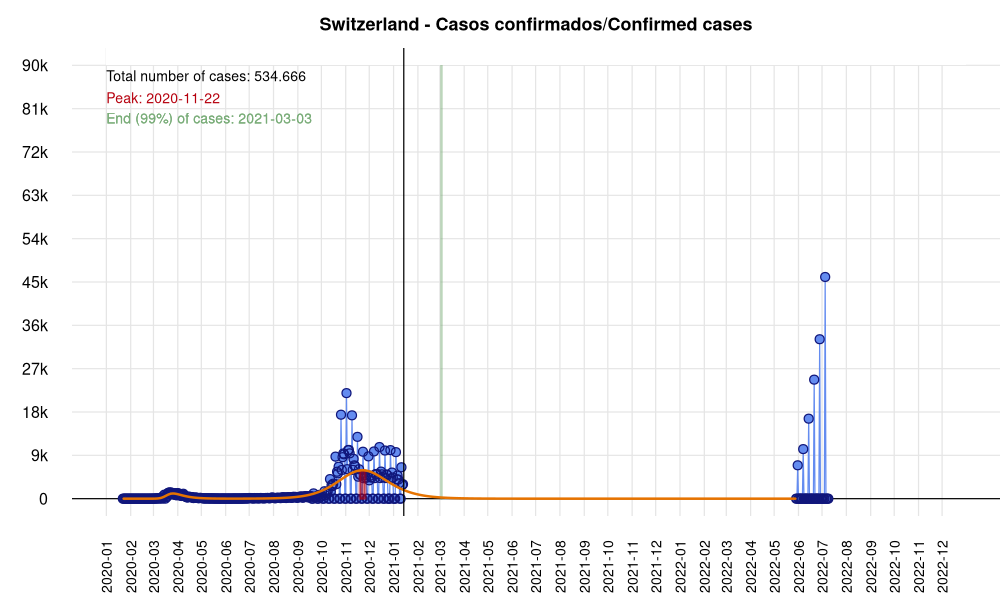 Switzerland - Casos confirmados/Confirmed cases
Total number of cases: 534.666
Peak: 2020-11-22
End (99%) of cases: 2021-03-03
90k
81k
72k
63k
54k
45k
36k
27k
18k
9k
0
2020-01
2020-02
2020-03
2020-04
2020-05
2020-06
2020-07
2020-08
2020-09
2020-10
2020-11
2020-12
2021-01
2021-02
2021-03
2021-04
2021-05
2021-06
2021-07
2021-08
2021-09
2021-10
2021-11
2021-12
2022-01
2022-02
2022-03
2022-04
2022-05
2022-06
2022-07
2022-08
2022-09
2022-10
2022-11
2022-12